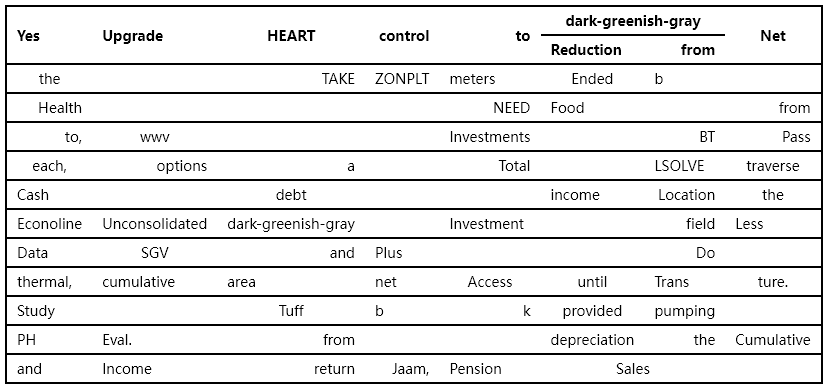 dark-greenish-gray
Yes Upgrade HEART control to Net
Reduction from
the TAKE ZONPLT meters Ended b
Health NEED Food from
to, wwv Investments BT Pass
each, options a Total LSOLVE traverse
Cash debt income Location the
Econoline Unconsolidated dark-greenish-gray Investment field Less
Data SGV and Plus Do
thermal, cumulative area net Access until Trans ture.
Study Tuff b k provided pumping
PH Eval. from depreciation the Cumulative
and Income return Jaam, Pension Sales